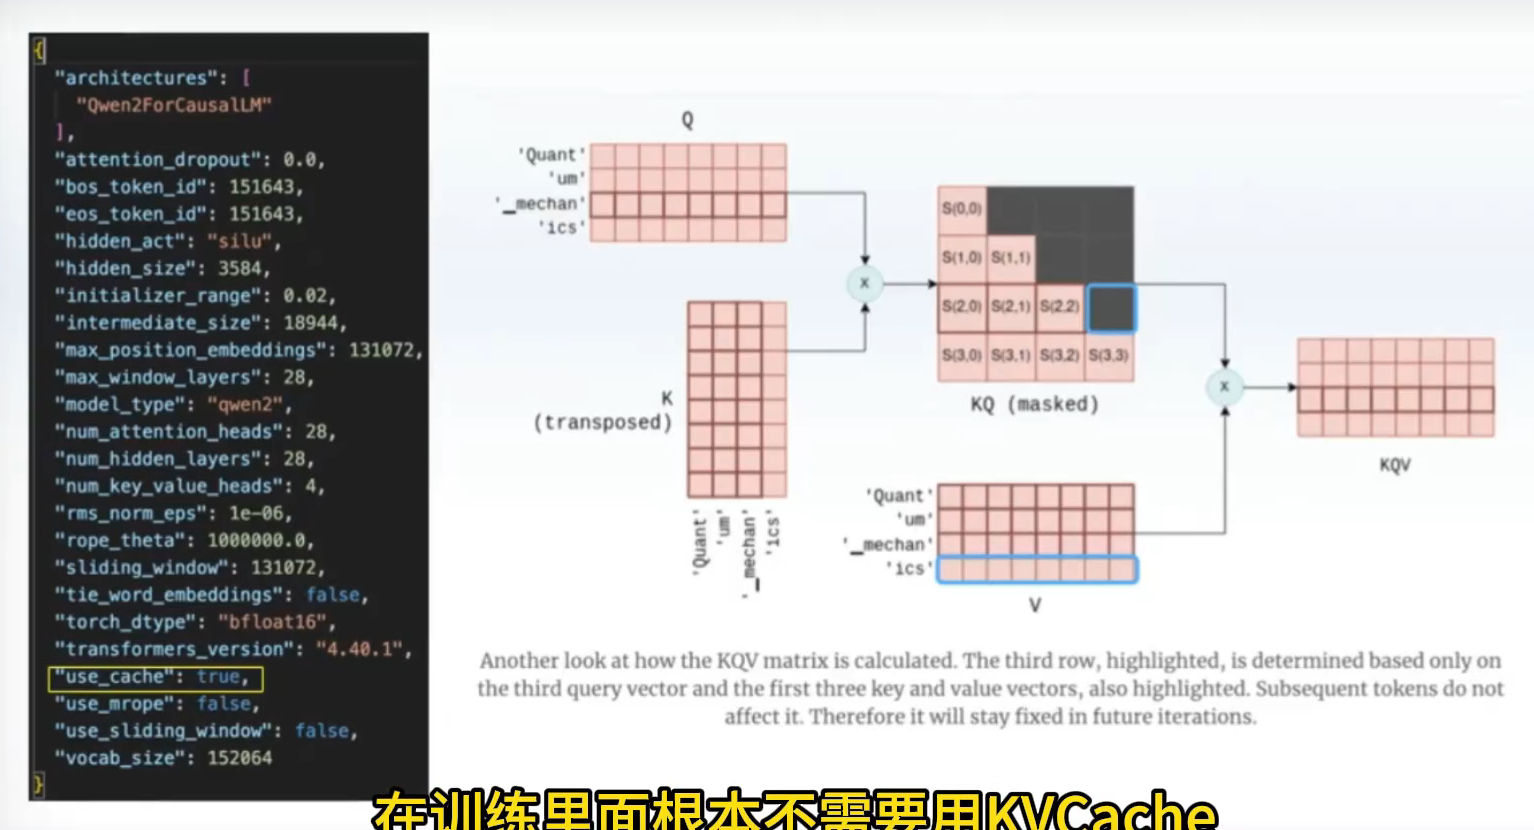 {
"architectures": [
"Qwen2ForCausalLM"
],
"attention_dropout": 0.0,
"bos_token_id": 151643,
"eos_token_id": 151643,
"hidden_act": "silu",
"hidden_size": 3584,
"initializer_range": 0.02,
"intermediate_size": 18944,
"max_position_embeddings": 131072,
"max_window_layers": 28,
"model_type": "qwen2",
"num_attention_heads": 28,
"num_hidden_layers": 28,
"num_key_value_heads": 4,
"rms_norm_eps": 1e-06,
"rope_theta": 1000000.0,
"sliding_window": 131072,
"tie_word_embeddings": false,
"torch_dtype": "bfloat16",
"transformers_version": "4.40.1",
"use_cache": true,
"use_mrope": false,
"use_sliding_window": false,
"vocab_size": 152064
}
Q
'Quant'
'um'
'_mechan'
'ics'
X
K
(transposed)
'Quant'
'um'
'_mechan'
'ics'
S(0,0)
S(1,0) S(1,1)
S(2,0) S(2,1) S(2,2)
S(3,0) S(3,1) S(3,2) S(3,3)
KQ (masked)
X
'Quant'
'um'
'_mechan'
'ics'
V
KQV
Another look at how the KQV matrix is calculated. The third row, highlighted, is determined based only on
the third query vector and the first three key and value vectors, also highlighted. Subsequent tokens do not
affect it. Therefore it will stay fixed in future iterations.
在训练里面根本不需要用KVCache